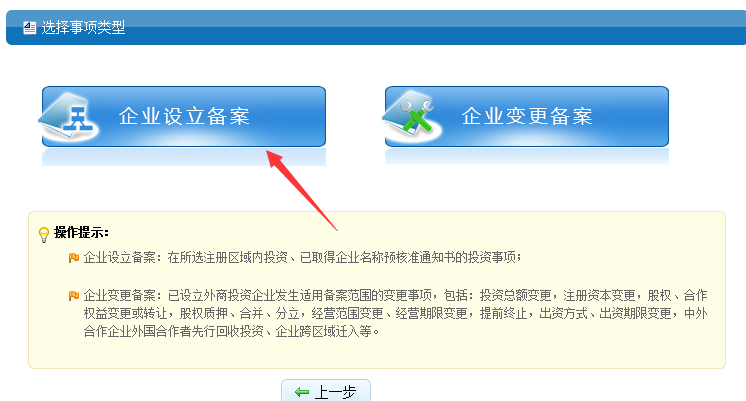 选择事项类型
企业设立备案 企业变更备案
操作提示：
企业设立备案：在所选注册区域内投资、已取得企业名称预核准通知书的投资事项；
企业变更备案：已设立外商投资企业发生适用备案范围的变更事项，包括：投资总额变更，注册资本变更，股权、合作
权益变更或转让，股权质押、合并、分立，经营范围变更、经营期限变更，提前终止，出资方式、出资期限变更，中外
合作企业外国合作者先行回收投资、企业跨区域迁入等。
上一步